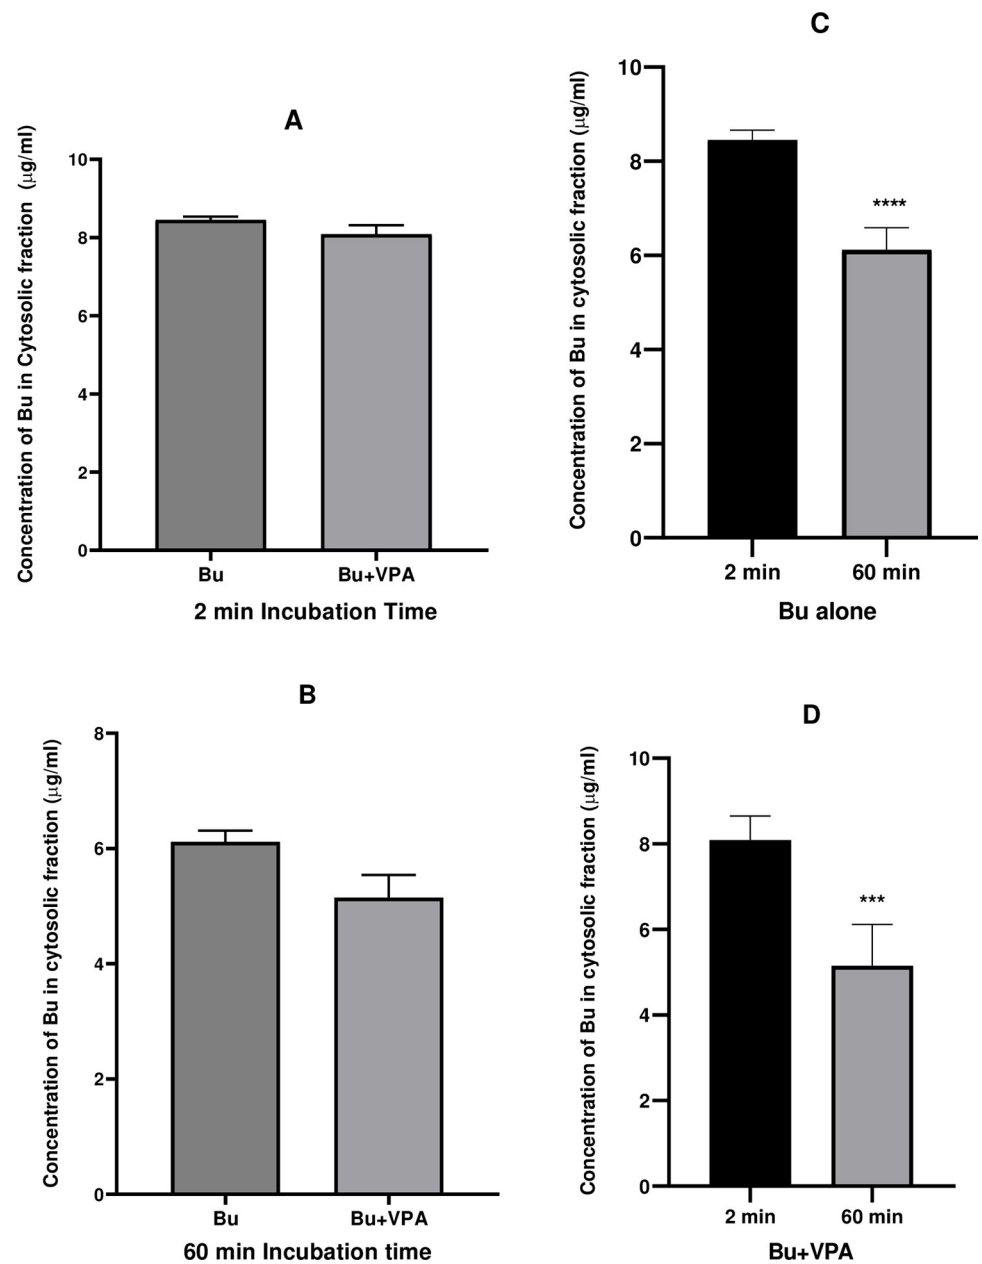 A
Concentration of Bu in Cytosolic fraction (μg/ml)
10
8
6
4
2
0
Bu
Bu+VPA
2 min Incubation Time
C
Concentration of Bu in cytosolic fraction (μg/ml)
10
8
6
4
2
0
****
2 min
60 min
Bu alone
B
Concentration of Bu in cytosolic fraction (μg/ml)
8
6
4
2
0
Bu
Bu+VPA
60 min Incubation time
D
Concentration of Bu in cytosolic fraction (μg/ml)
10
8
6
4
2
0
***
2 min
60 min
Bu+VPA